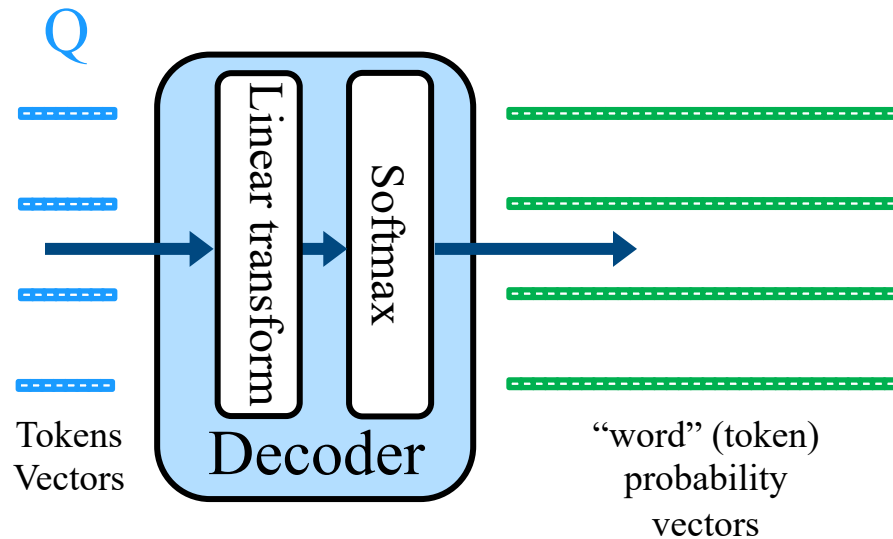 Q
Linear transform
Softmax
Decoder
Tokens
Vectors
“word” (token)
probability
vectors